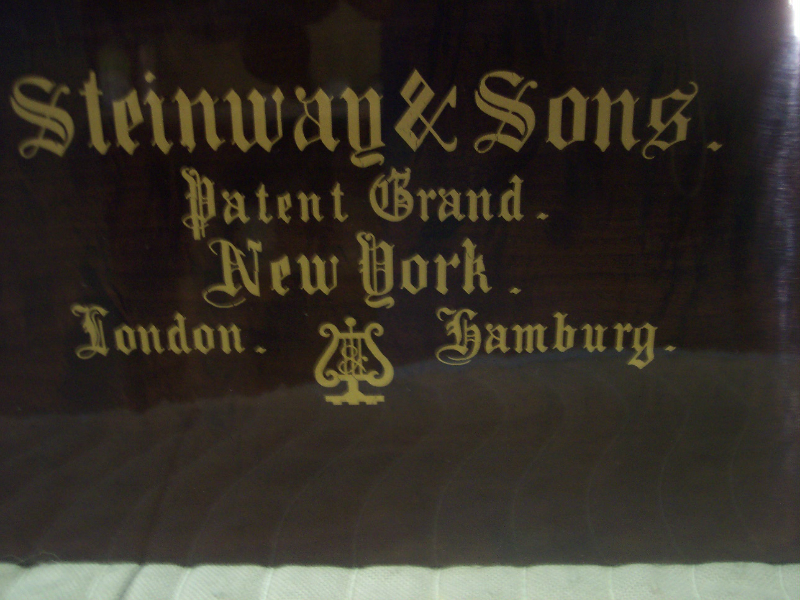 Steinway & Sons.
Patent Grand.
New York.
London. Hamburg.